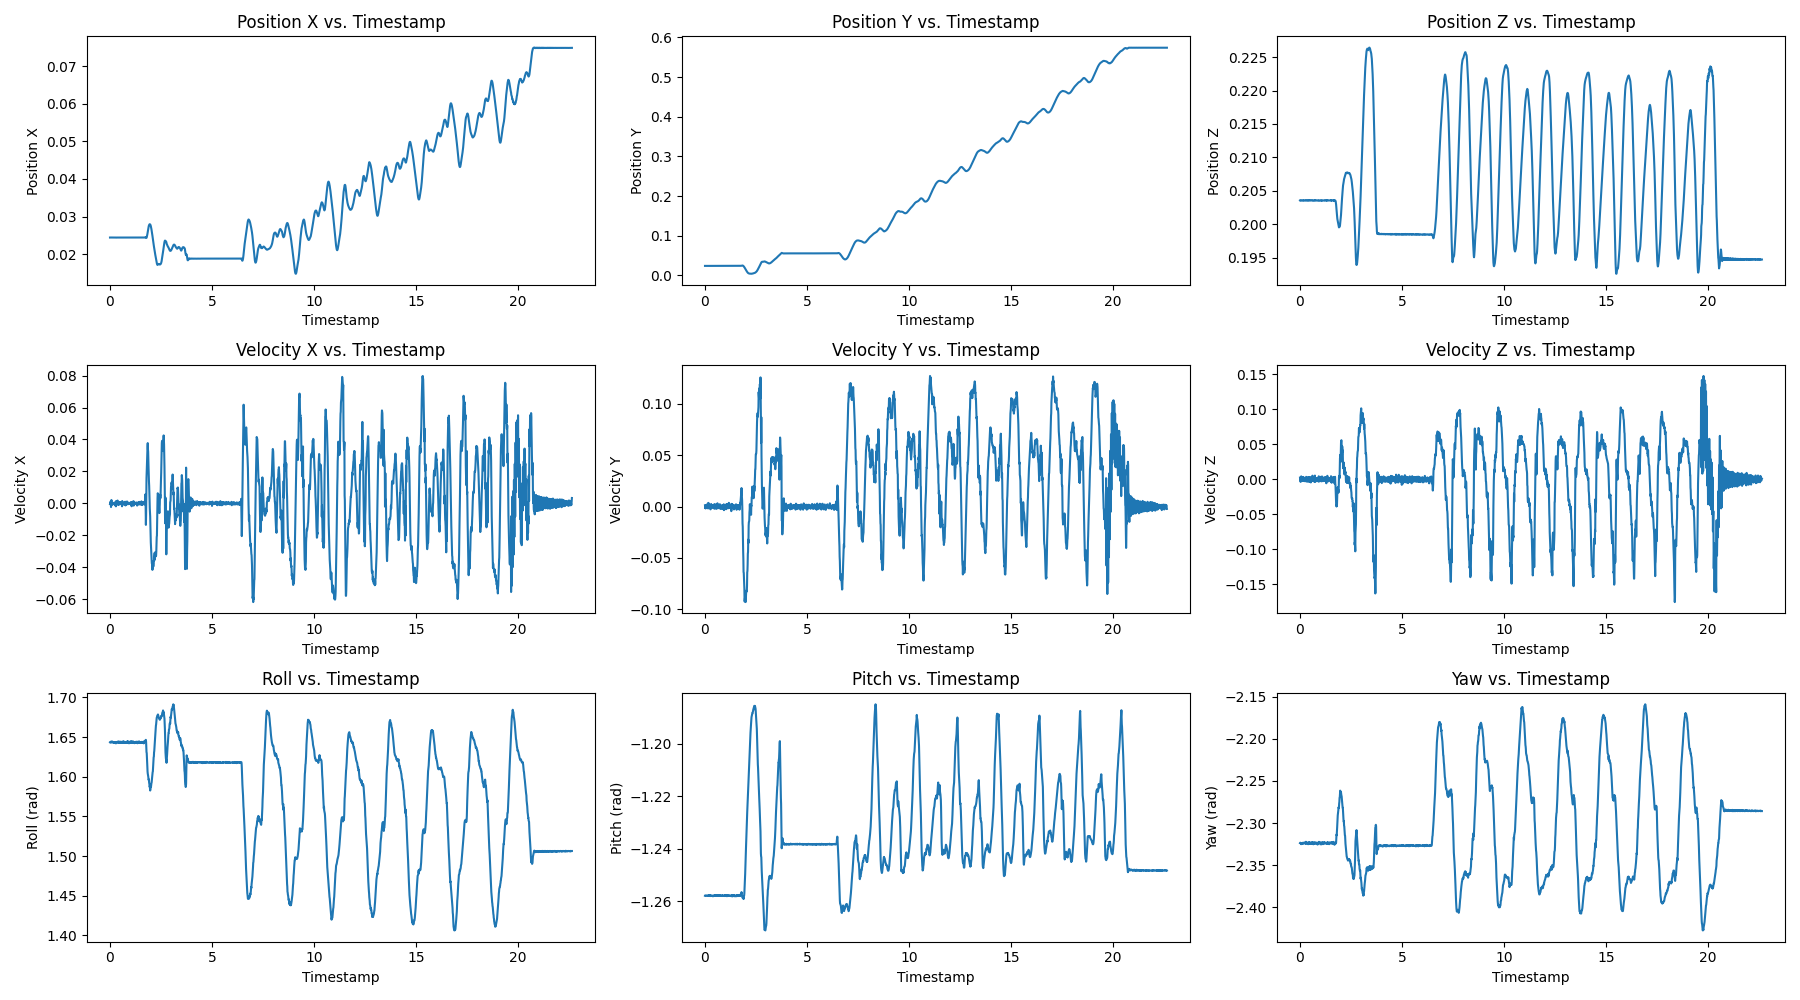 Position X vs. Timestamp
Position X
0.07
0.06
0.05
0.04
0.03
0.02
0 5 10 15 20
Timestamp
Position Y vs. Timestamp
Position Y
0.6
0.5
0.4
0.3
0.2
0.1
0.0
0 5 10 15 20
Timestamp
Position Z vs. Timestamp
Position Z
0.225
0.220
0.215
0.210
0.205
0.200
0.195
0 5 10 15 20
Timestamp
Velocity X vs. Timestamp
Velocity X
0.08
0.06
0.04
0.02
0.00
−0.02
−0.04
−0.06
0 5 10 15 20
Timestamp
Velocity Y vs. Timestamp
Velocity Y
0.10
0.05
0.00
−0.05
−0.10
0 5 10 15 20
Timestamp
Velocity Z vs. Timestamp
Velocity Z
0.15
0.10
0.05
0.00
−0.05
−0.10
−0.15
0 5 10 15 20
Timestamp
Roll vs. Timestamp
Roll (rad)
1.70
1.65
1.60
1.55
1.50
1.45
1.40
0 5 10 15 20
Timestamp
Pitch vs. Timestamp
Pitch (rad)
−1.20
−1.22
−1.24
−1.26
0 5 10 15 20
Timestamp
Yaw vs. Timestamp
Yaw (rad)
−2.15
−2.20
−2.25
−2.30
−2.35
−2.40
0 5 10 15 20
Timestamp